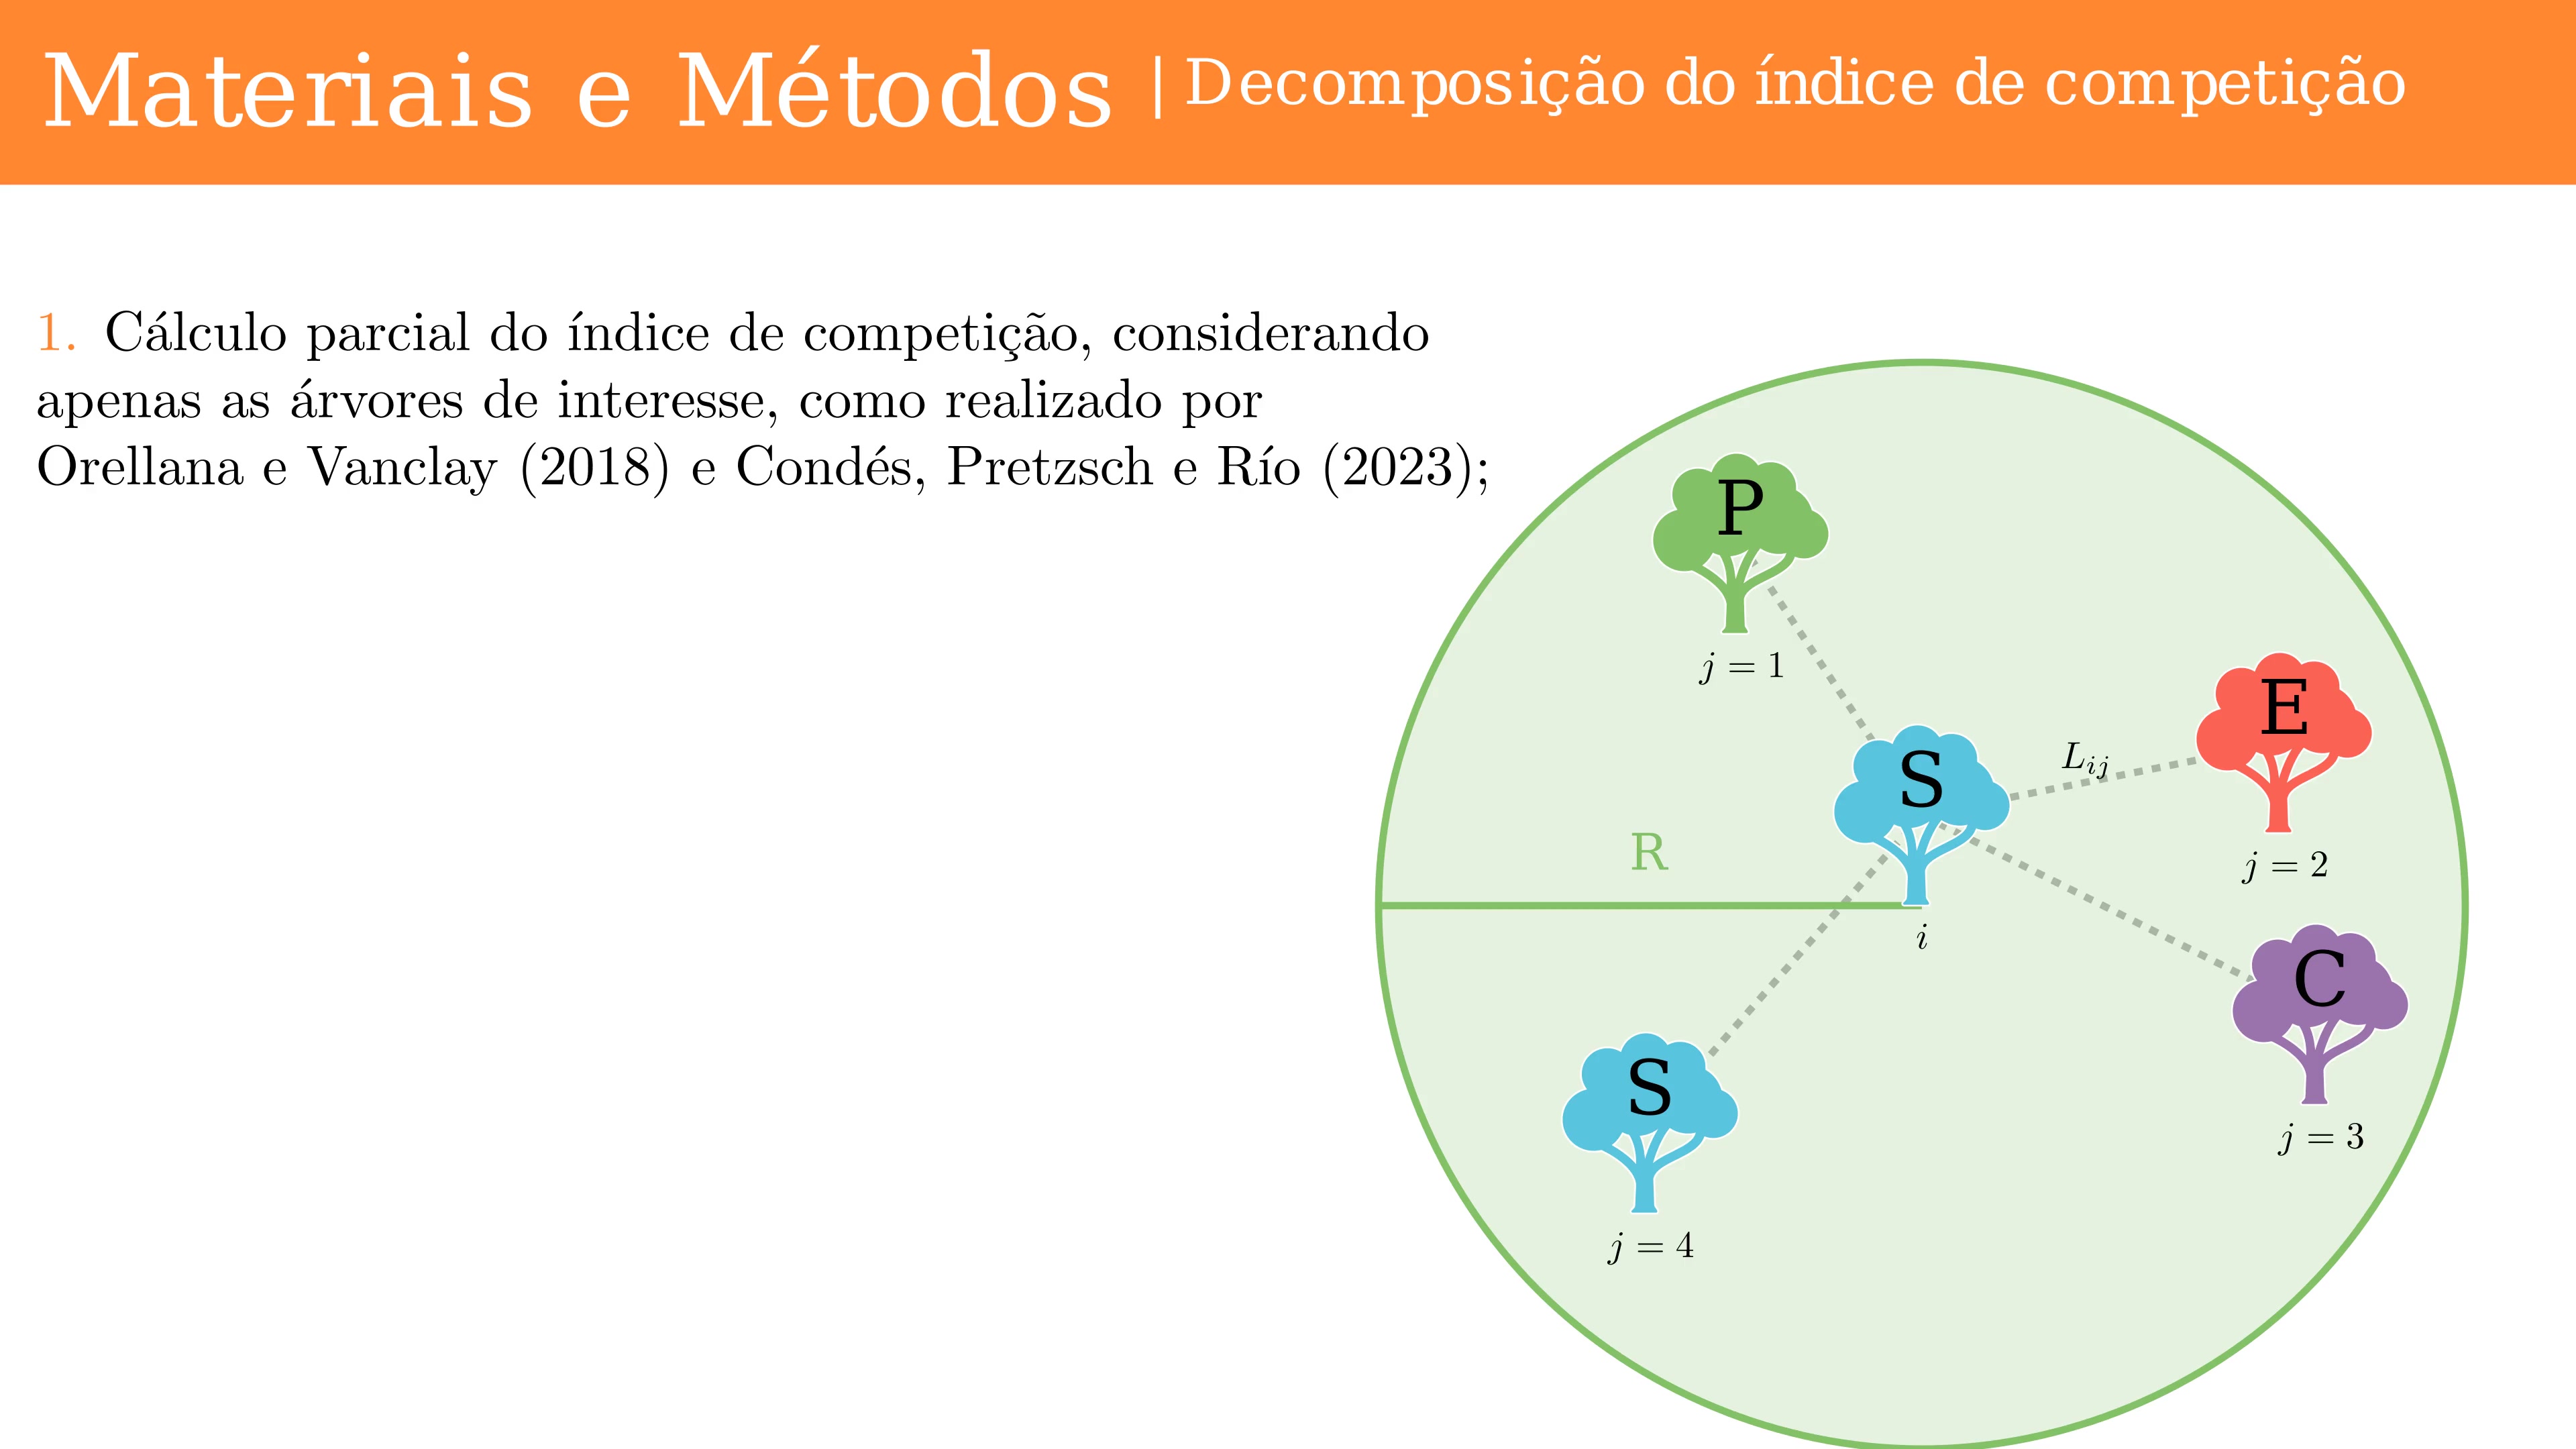 Materiais e Métodos | Decomposição do índice de competição
1. Cálculo parcial do índice de competição, considerando
apenas as árvores de interesse, como realizado por
Orellana e Vanclay (2018) e Condés, Pretzsch e Río (2023);
P
j = 1
E
L_{ij}
S
j = 2
R
i
C
S
j = 3
j = 4